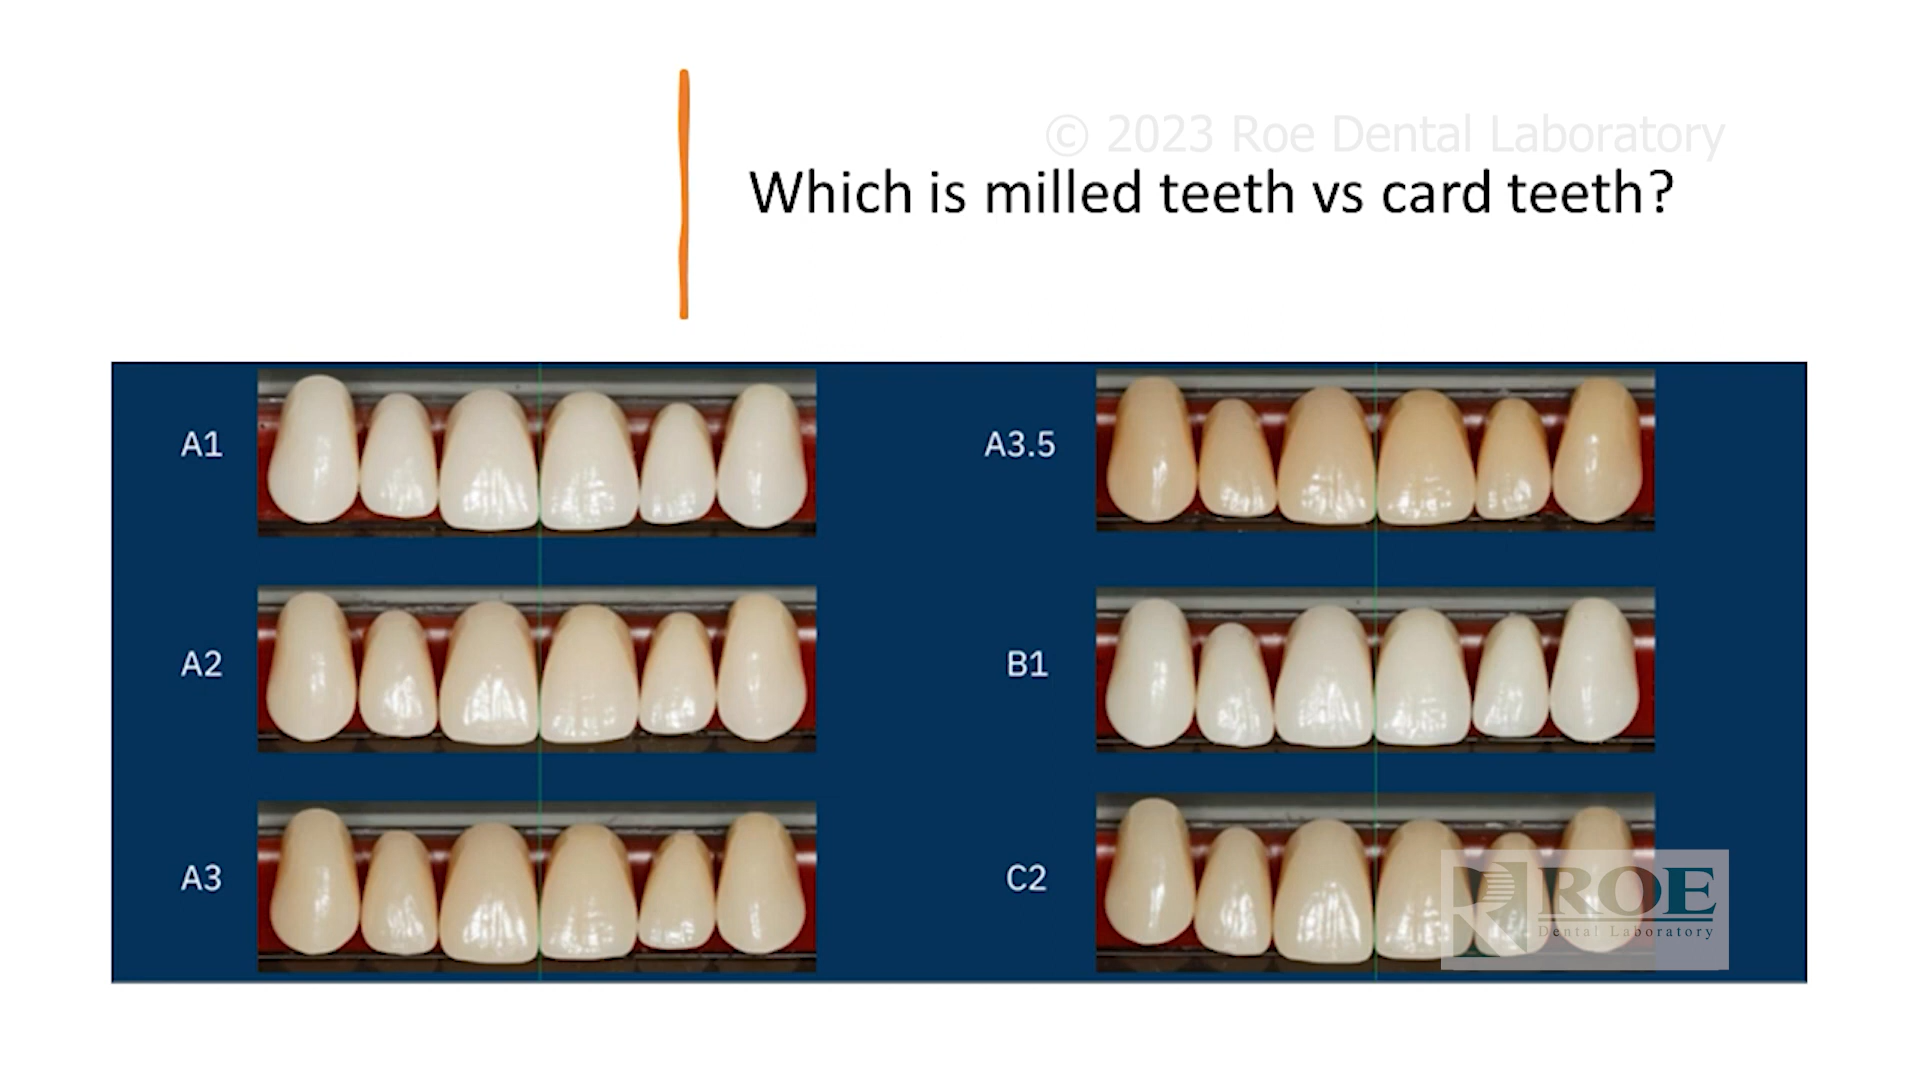 © 2023 Roe Dental Laboratory
Which is milled teeth vs card teeth?
A1
A2
A3
A3.5
B1
C2
ROE
Dental Laboratory